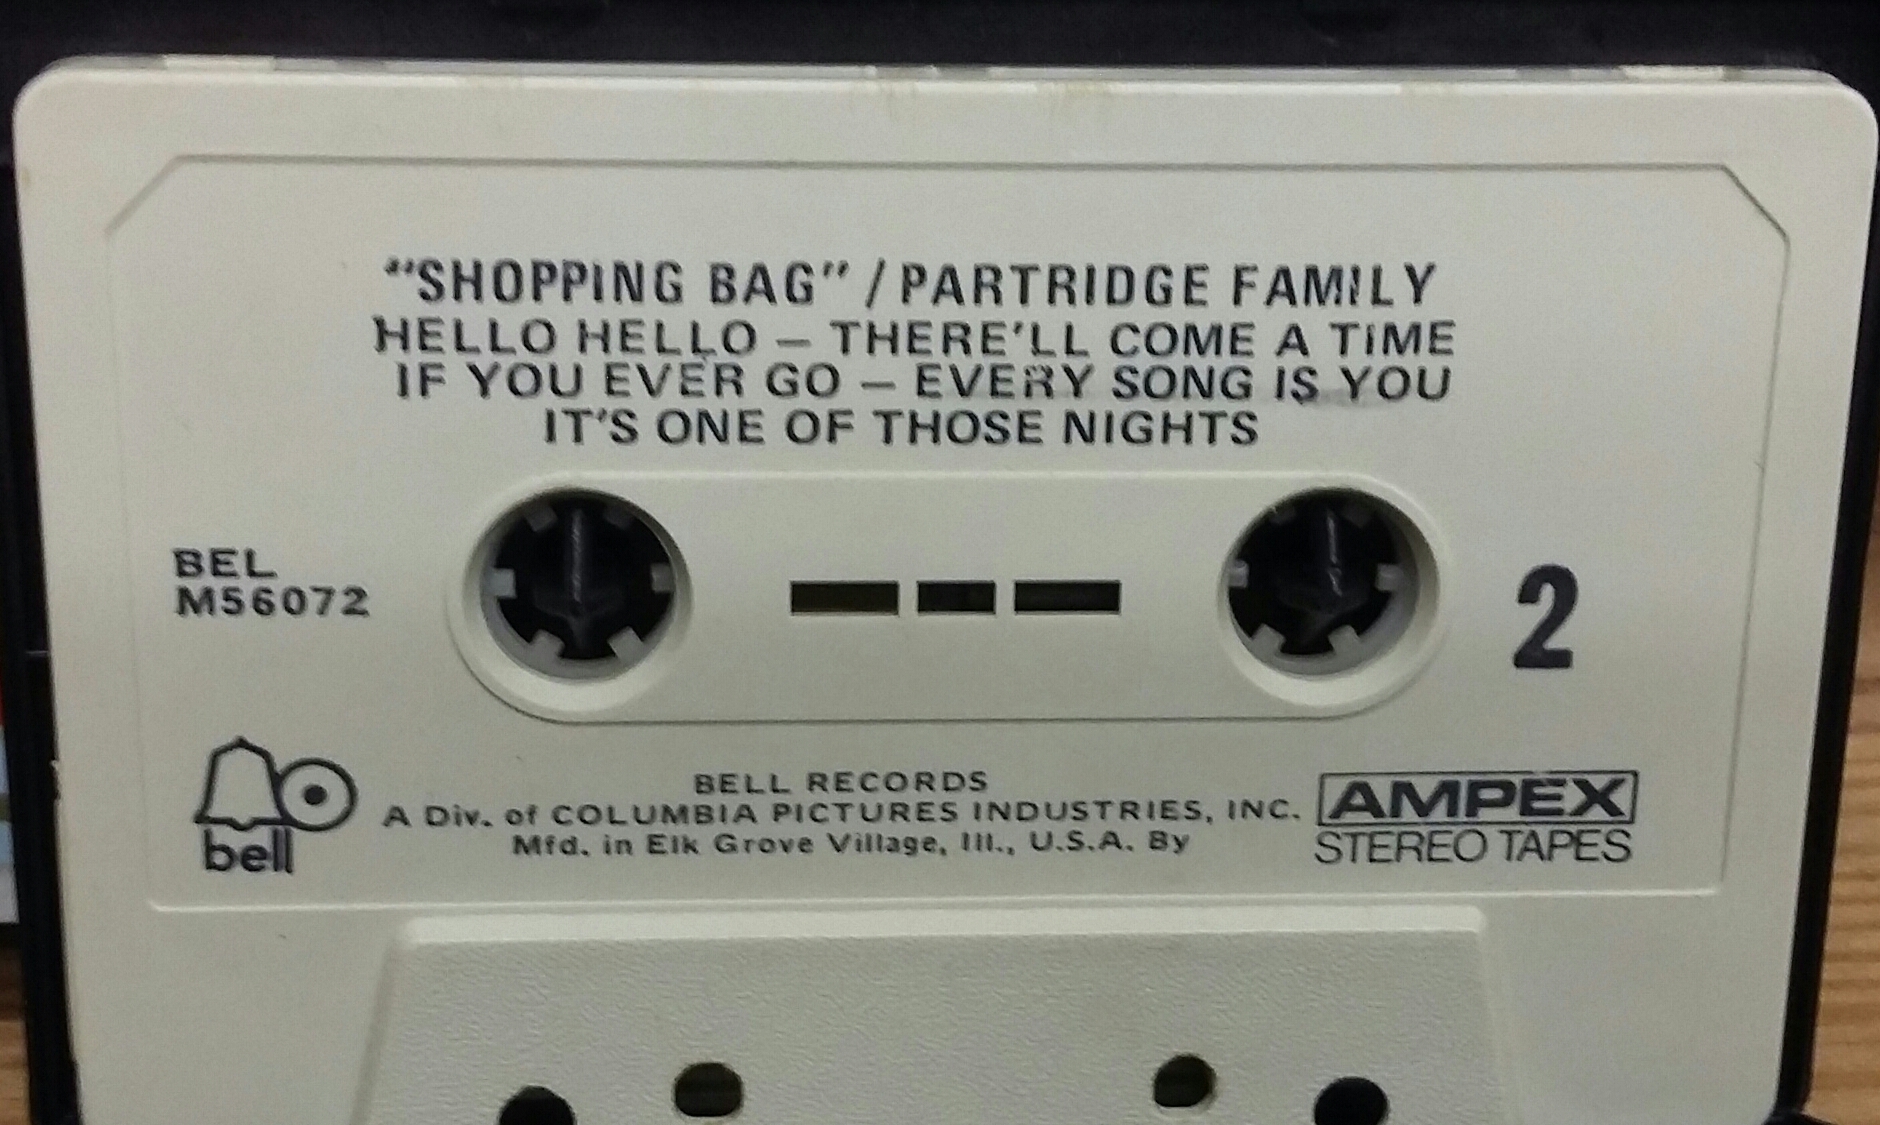 "SHOPPING BAG" / PARTRIDGE FAMILY
HELLO HELLO – THERE'LL COME A TIME
IF YOU EVER GO – EVERY SONG IS YOU
IT'S ONE OF THOSE NIGHTS
BEL
M56072
2
bell
BELL RECORDS
A Div. of COLUMBIA PICTURES INDUSTRIES, INC.
Mfd. in Elk Grove Village, Ill., U.S.A. By
AMPEX
STEREO TAPES